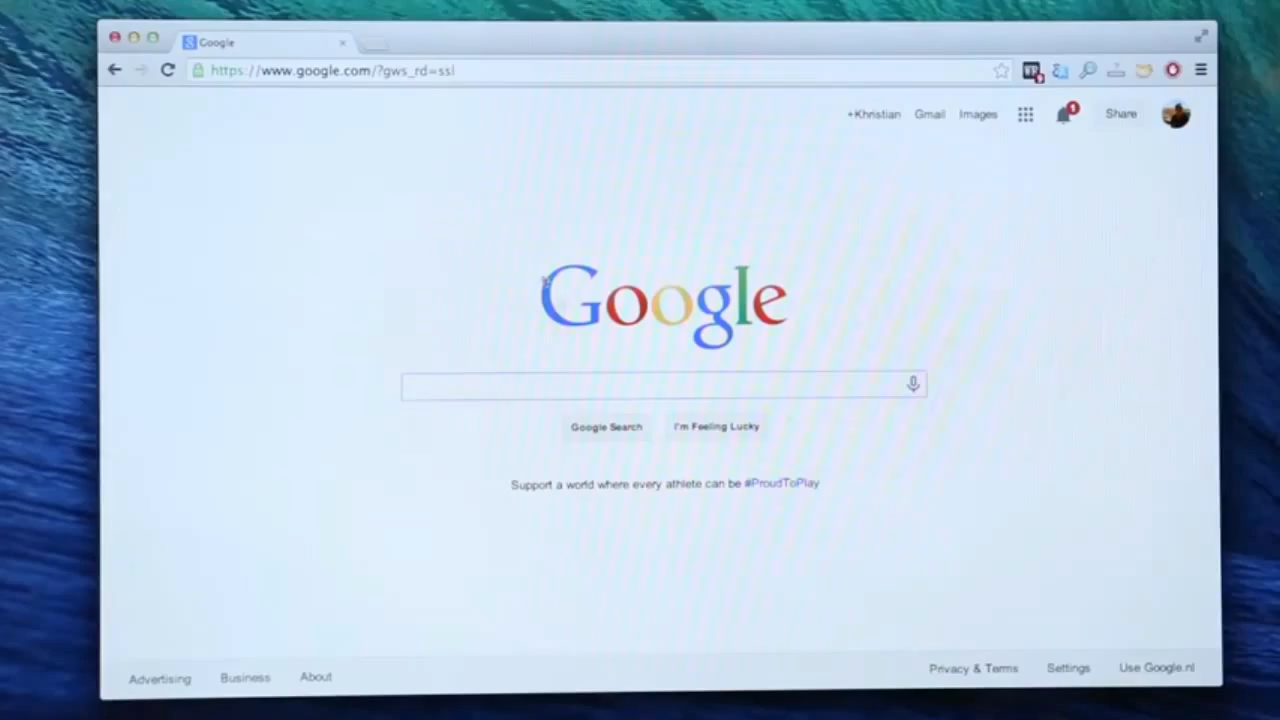 Google
https://www.google.com/?gws_rd=ssl
+Khristian Gmail Images 1 Share
Google
Google Search I'm Feeling Lucky
Support a world where every athlete can be #ProudToPlay
Advertising Business About Privacy & Terms Settings Use Google.nl